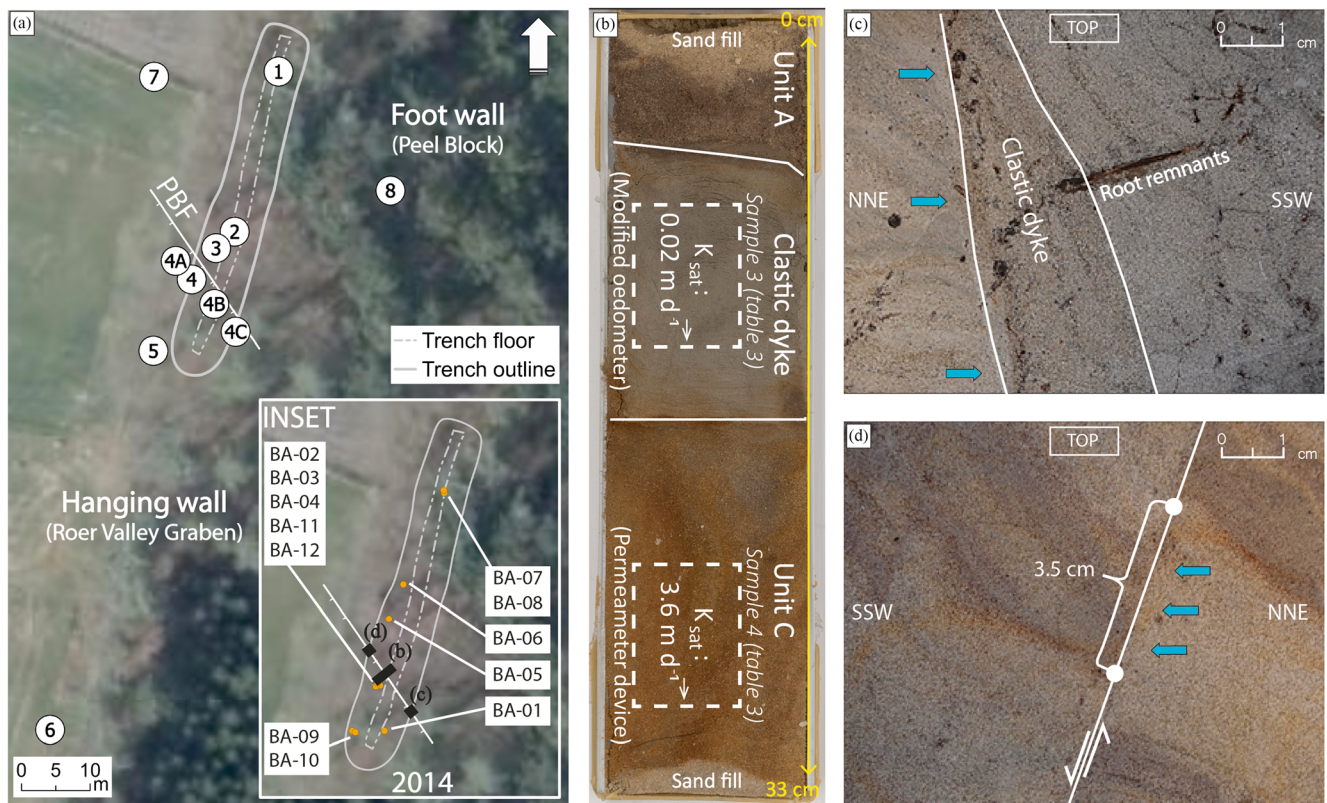 (a)
1
7
Foot wall
(Peel Block)
8
PBF
2
3
4A
4
4B
4C
5
Trench floor
Trench outline
Hanging wall
(Roer Valley Graben)
6
0 5 10
m
INSET
BA-02
BA-03
BA-04
BA-11
BA-12
BA-07
BA-08
BA-06
BA-05
BA-01
BA-09
BA-10
(d)
(b)
(c)
2014
(b)
0 cm
Sand fill
Unit A
Clastic dyke
Sample 3 (table 3)
Ksat:
0.02 m d-1
(Modified oedometer)
Unit C
Sample 4 (table 3)
Ksat:
3.6 m d-1
(Permeameter device)
Sand fill
33 cm
(c)
TOP
0 1
cm
Clastic dyke
Root remnants
NNE
SSW
(d)
TOP
0 1
cm
3.5 cm
SSW
NNE